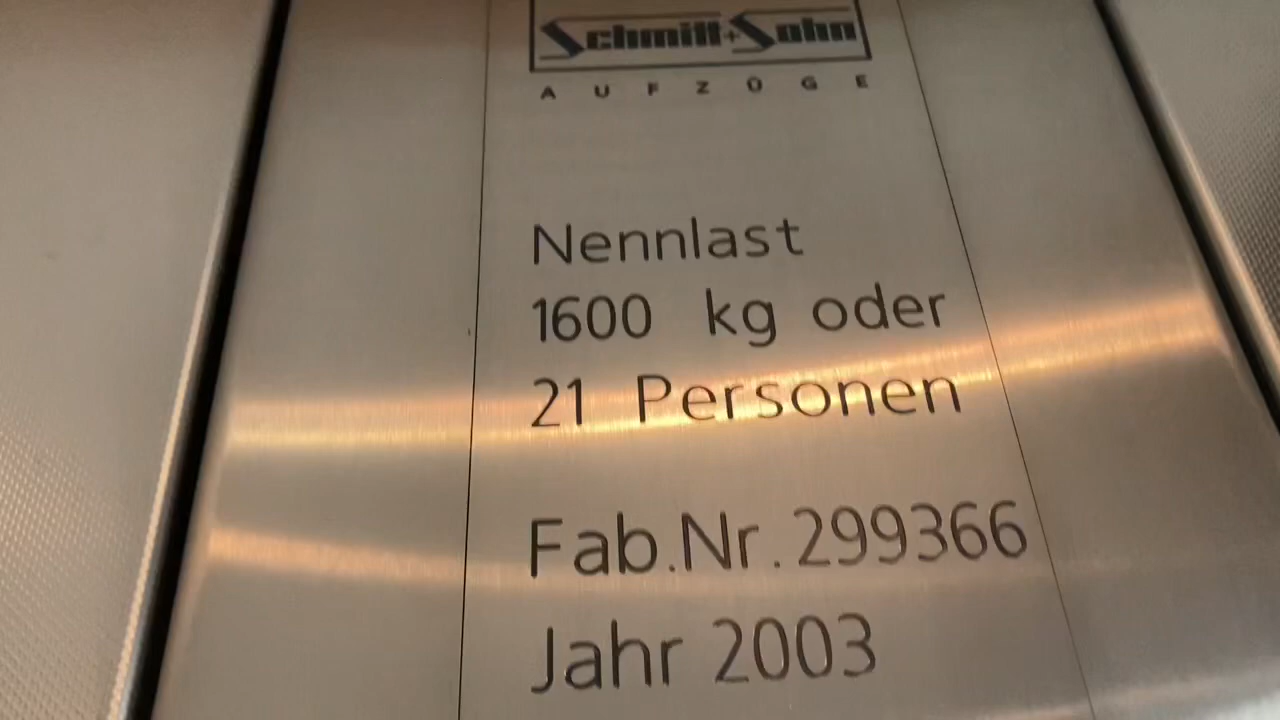 Schmitt+Sohn
AUFZÜGE
Nennlast
1600 kg oder
21 Personen
Fab.Nr. 299366
Jahr 2003